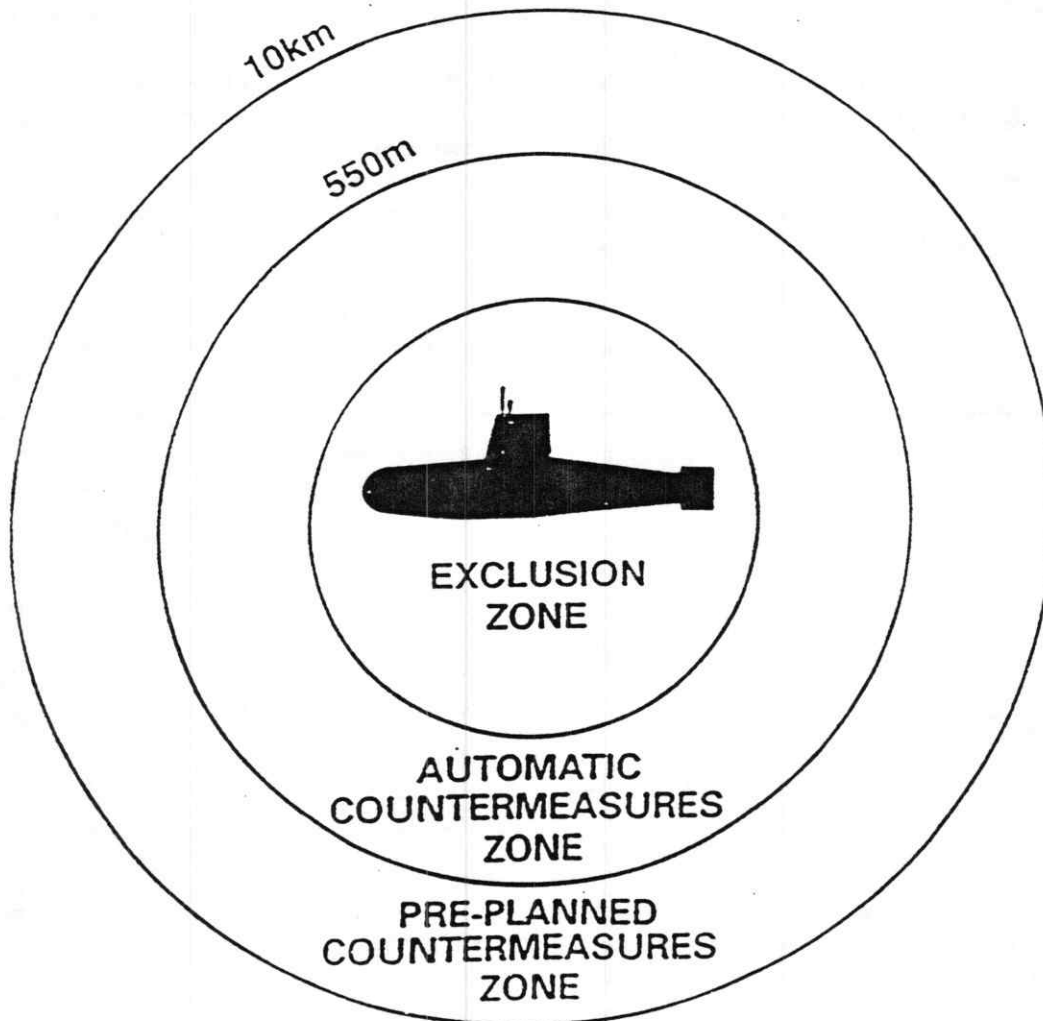 10km
550m
EXCLUSION
ZONE
AUTOMATIC
COUNTERMEASURES
ZONE
PRE-PLANNED
COUNTERMEASURES
ZONE